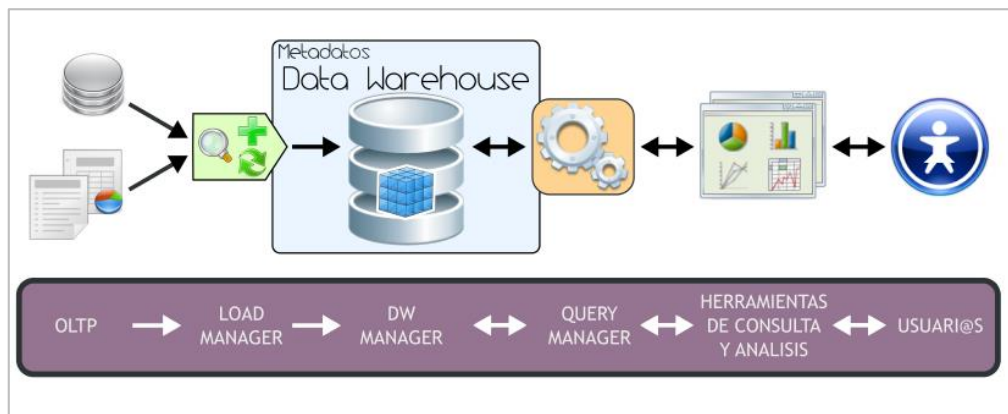 Metadatos
Data Warehouse
OLTP
LOAD
MANAGER
DW
MANAGER
QUERY
MANAGER
HERRAMIENTAS
DE CONSULTA
Y ANALISIS
USUARI@S